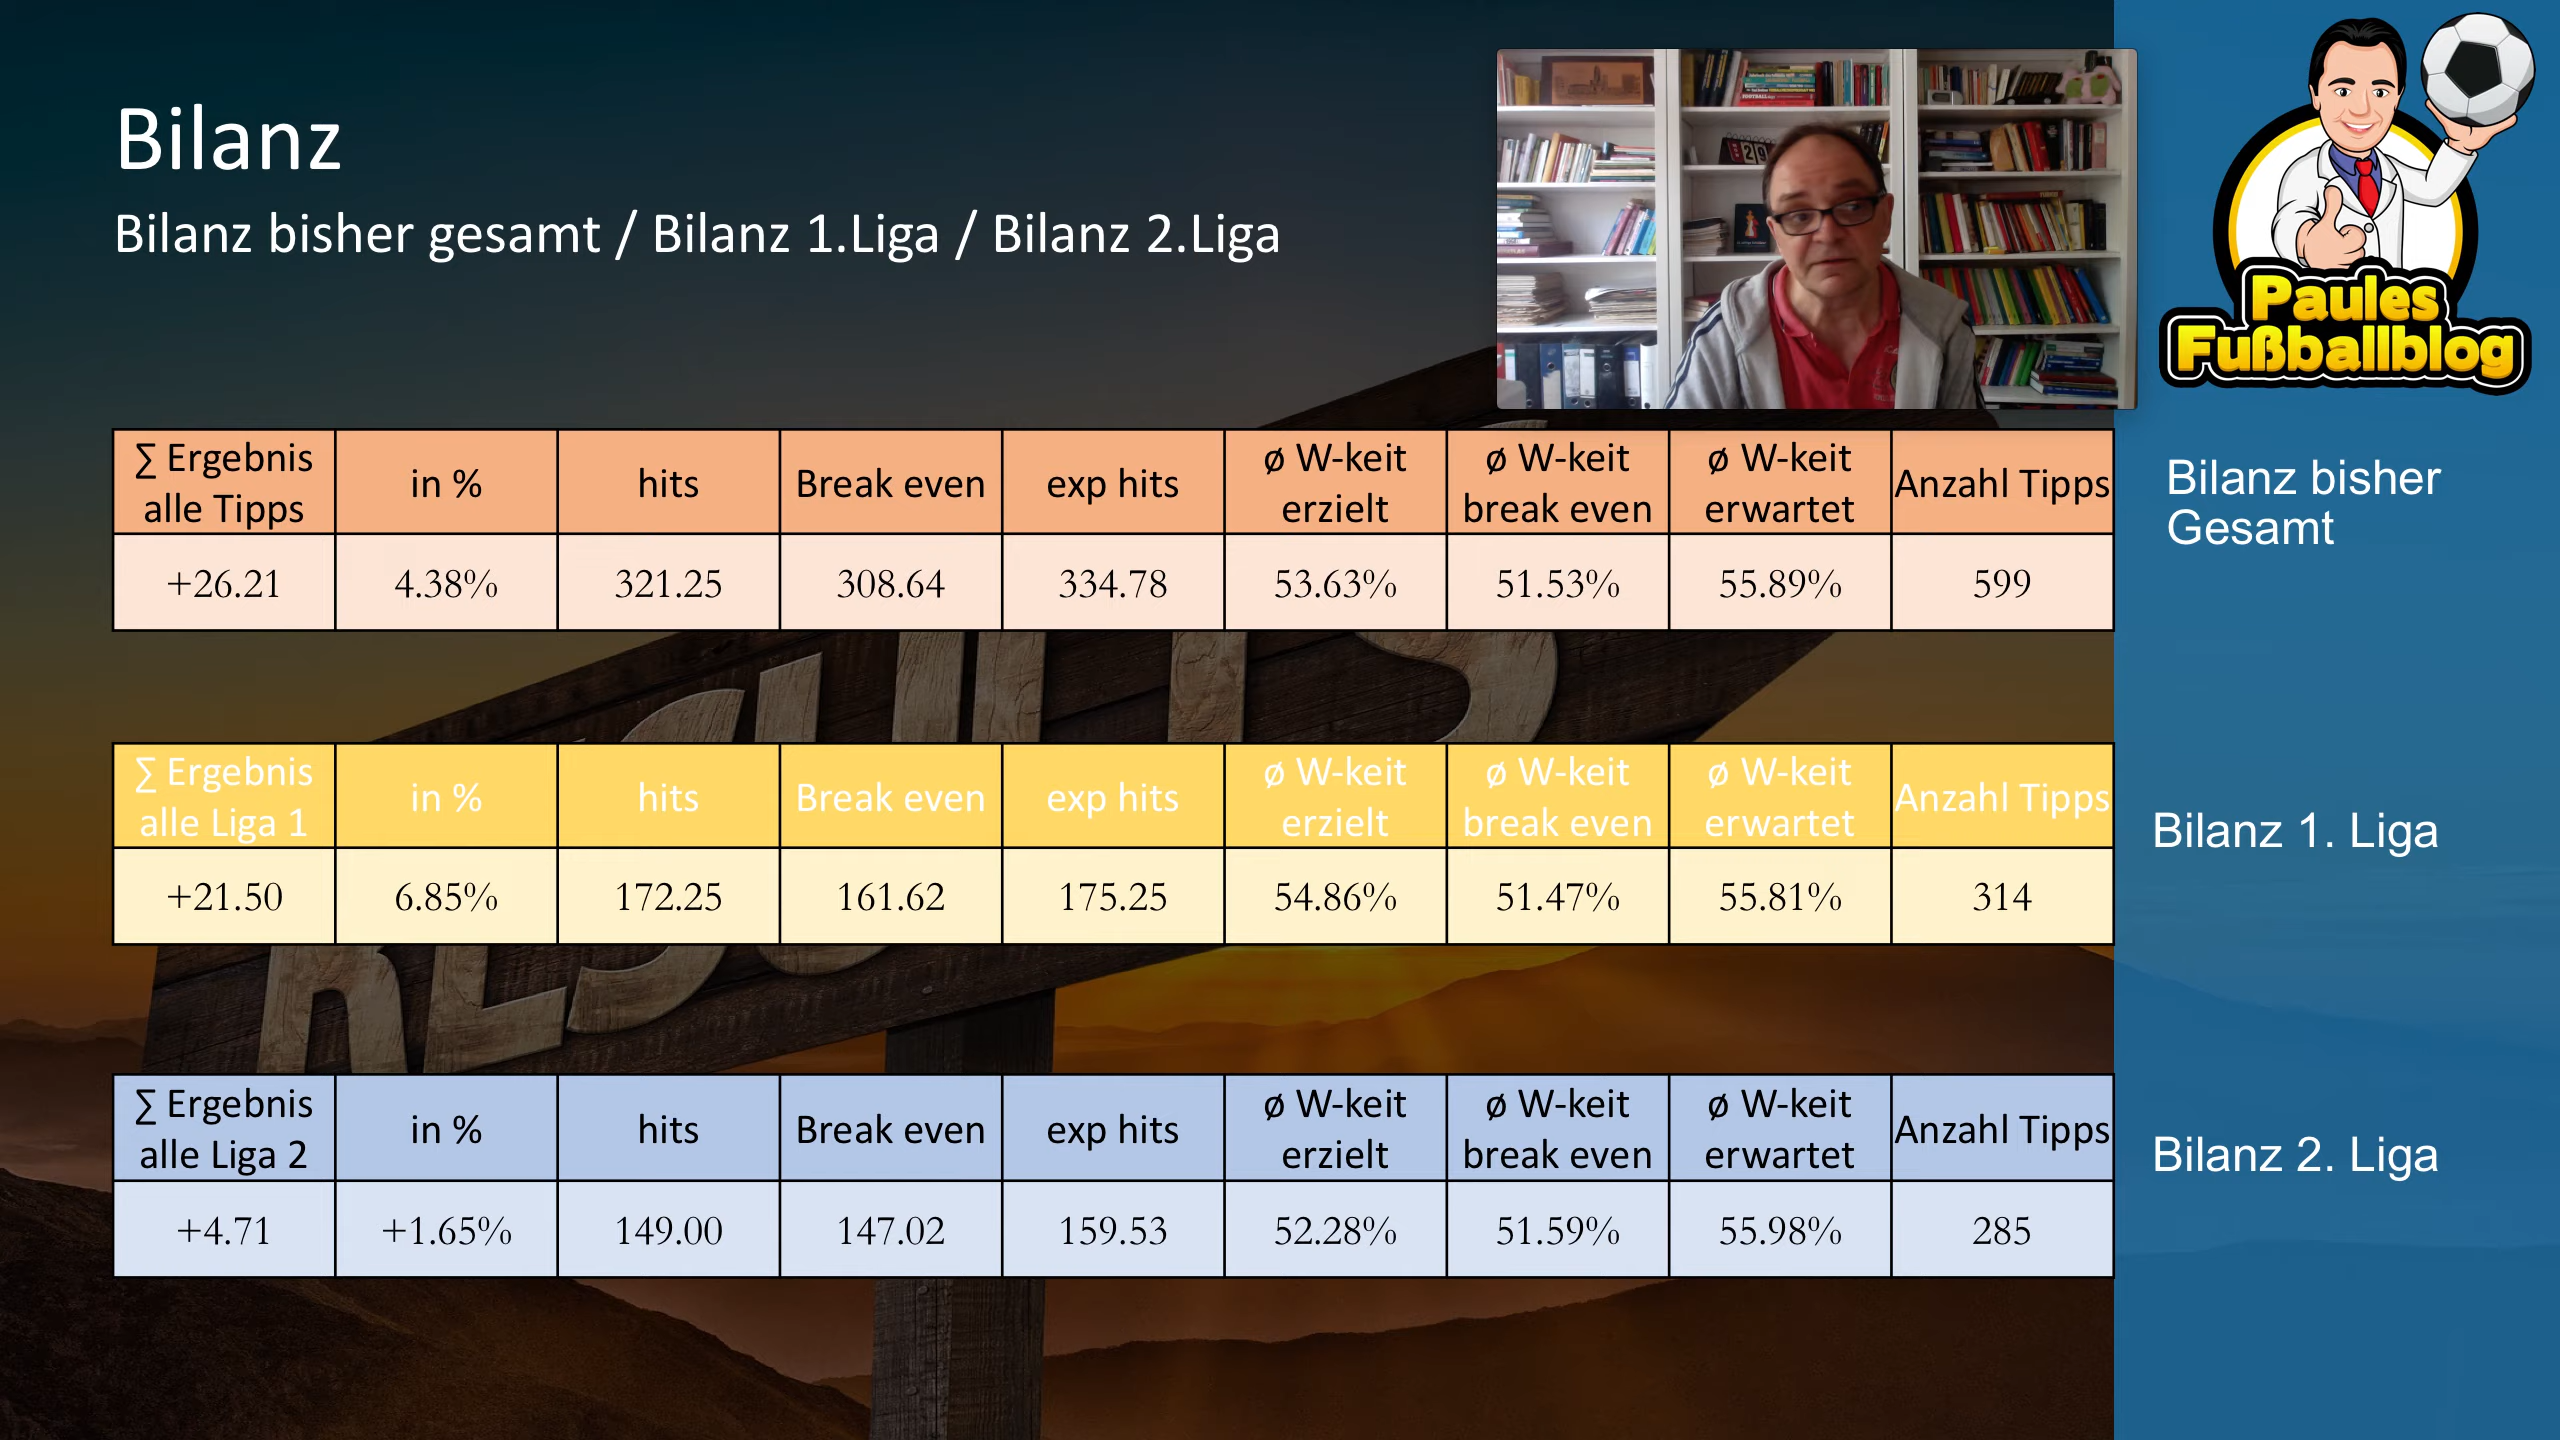 Bilanz
Bilanz bisher gesamt / Bilanz 1.Liga / Bilanz 2.Liga
Paules
Fußballblog
∑ Ergebnis alle Tipps in % hits Break even exp hits ø W-keit erzielt ø W-keit break even ø W-keit erwartet Anzahl Tipps
+26.21 4.38% 321.25 308.64 334.78 53.63% 51.53% 55.89% 599
Bilanz bisher
Gesamt
∑ Ergebnis alle Liga 1 in % hits Break even exp hits ø W-keit erzielt ø W-keit break even ø W-keit erwartet Anzahl Tipps
+21.50 6.85% 172.25 161.62 175.25 54.86% 51.47% 55.81% 314
Bilanz 1. Liga
∑ Ergebnis alle Liga 2 in % hits Break even exp hits ø W-keit erzielt ø W-keit break even ø W-keit erwartet Anzahl Tipps
+4.71 +1.65% 149.00 147.02 159.53 52.28% 51.59% 55.98% 285
Bilanz 2. Liga